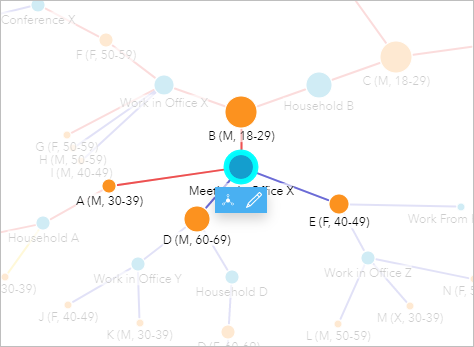 Conference X
F (F, 50-59)
C (M, 18-29)
Work in Office X
Household B
B (M, 18-29)
G (F, 50-59)
H (M, 50-59)
I (M, 40-49)
A (M, 30-39)
E (F, 40-49)
Work From
Household A
D (M, 60-69)
Work in Office Y
Household D
Work in Office Z
30-39)
N (F, 5
J (F, 40-49)
M (X, 30-39)
K (M, 30-39)
L (M, 50-59)